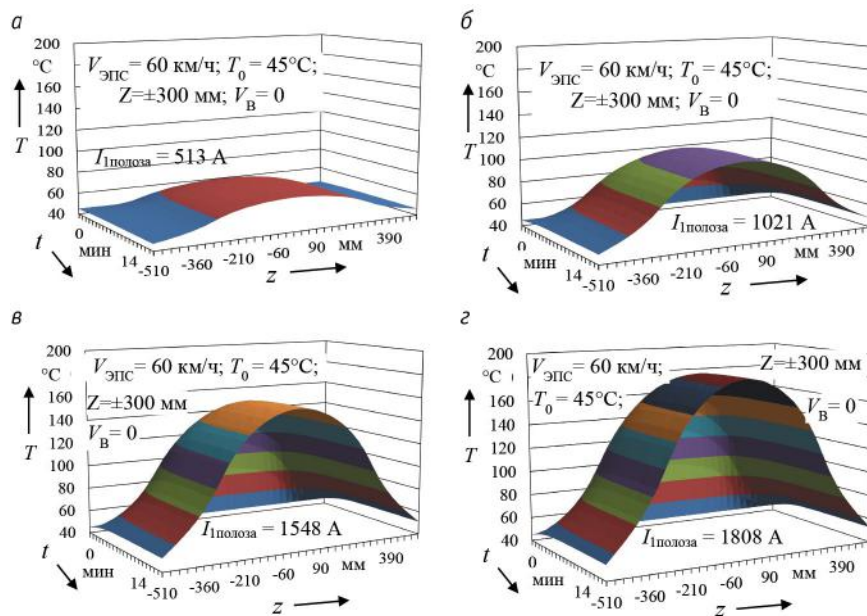 а
200
°C
160
140
T 120
100
80
60
40
V_ЭПС = 60 км/ч; T_0 = 45°C;
Z=±300 мм; V_В = 0
I_1полоза = 513 А
t
0
мин
14
-510 -360 -210 -60 90 мм 390
z
б
200
°C
160
140
T 120
100
80
60
40
V_ЭПС = 60 км/ч; T_0 = 45°C;
Z=±300 мм; V_В = 0
I_1полоза = 1021 А
t
0
мин
14
-510 -360 -210 -60 90 мм 390
z
в
200
°C
160
140
T 120
100
80
60
40
V_ЭПС = 60 км/ч; T_0 = 45°C;
Z=±300 мм
V_В = 0
I_1полоза = 1548 А
t
0
мин
14
-510 -360 -210 -60 90 мм 390
z
г
200
°C
160
140
T 120
100
80
60
40
V_ЭПС = 60 км/ч;
Z=±300 мм
T_0 = 45°C;
V_В = 0
I_1полоза = 1808 А
t
0
мин
14
-510 -360 -210 -60 90 мм 390
z